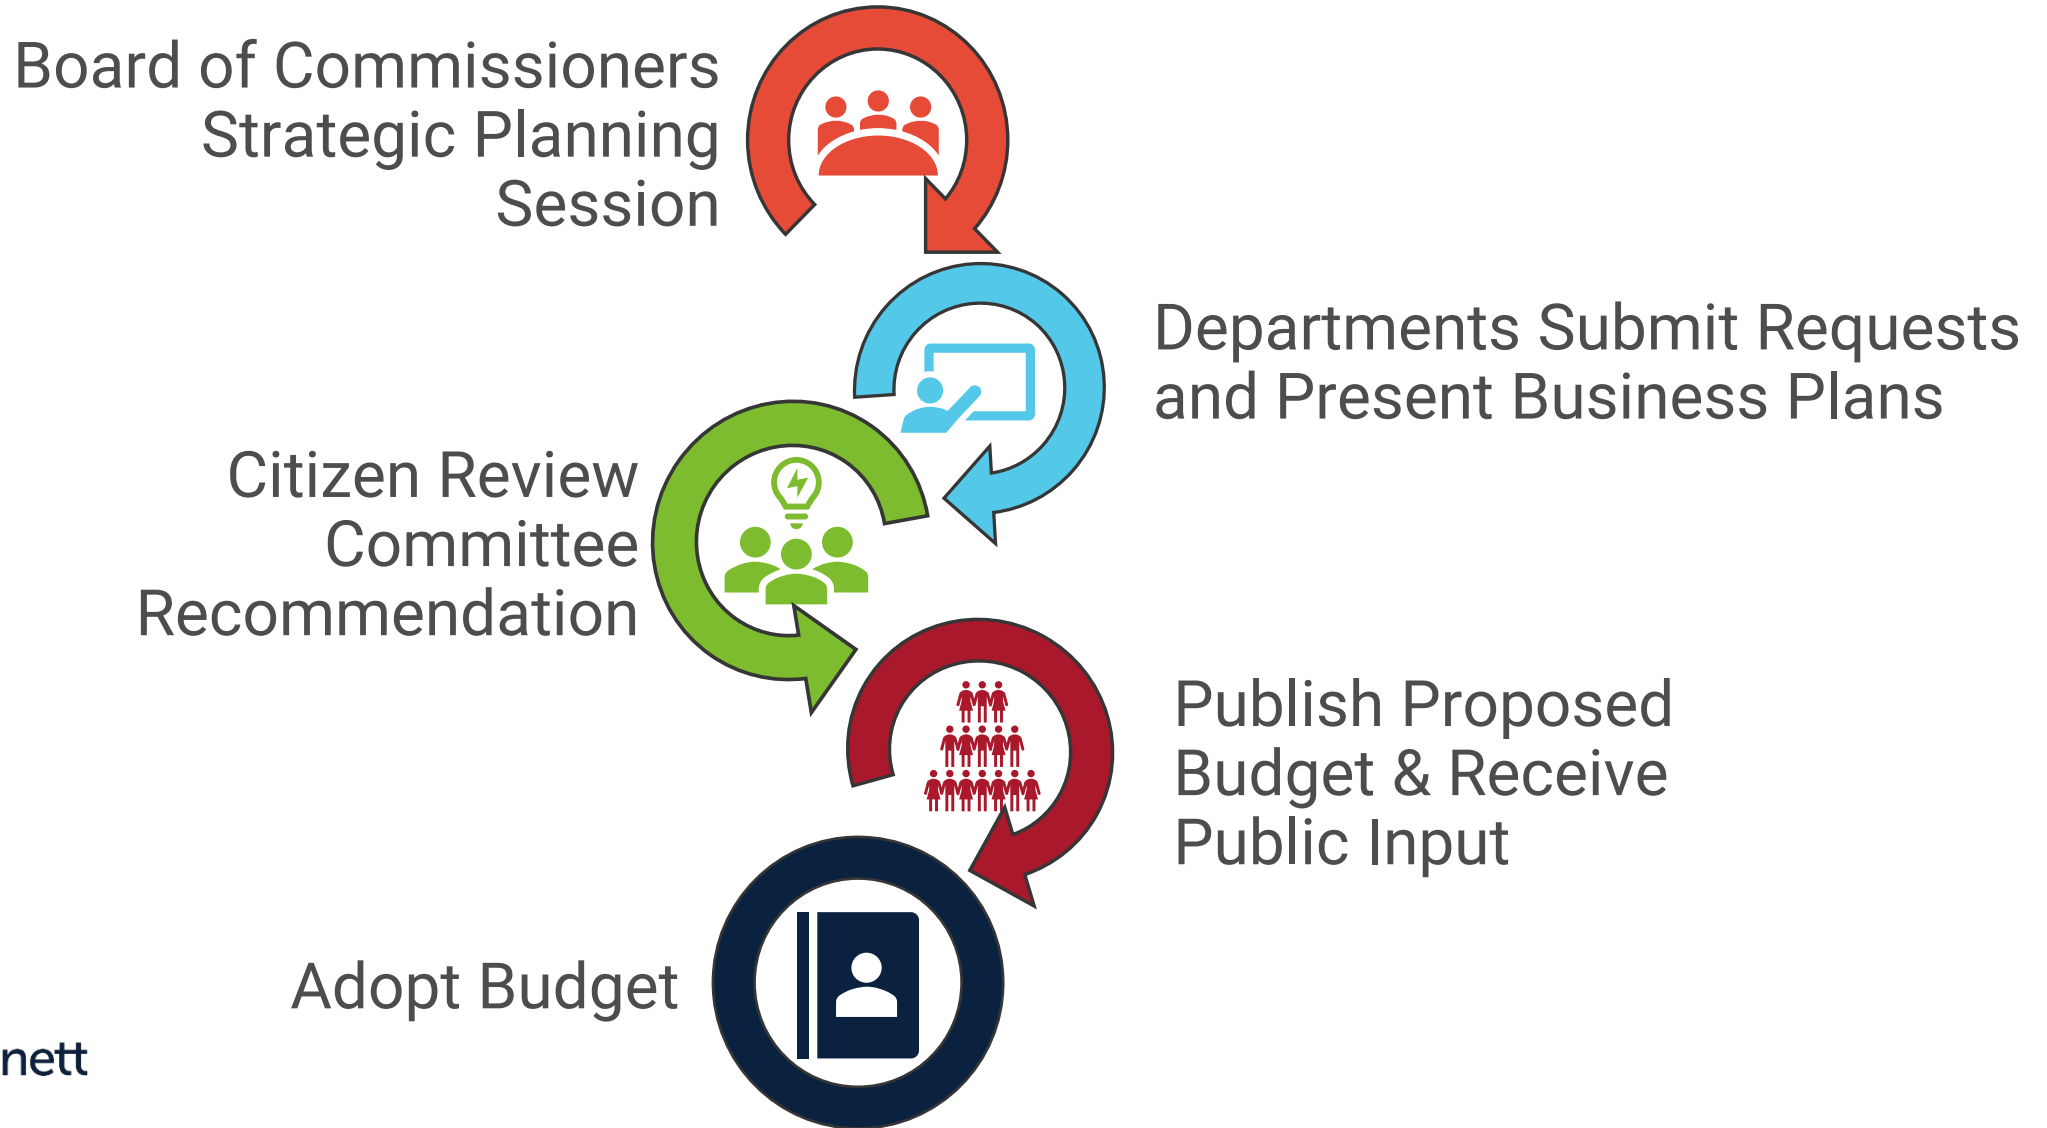 Board of Commissioners
Strategic Planning
Session
Departments Submit Requests
and Present Business Plans
Citizen Review
Committee
Recommendation
Publish Proposed
Budget & Receive
Public Input
Adopt Budget
nett